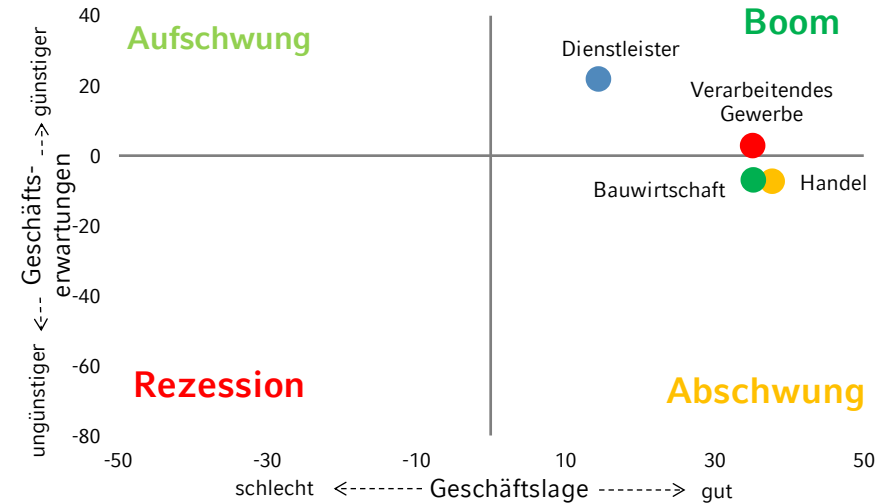 40
20
0
-20
-40
-60
-80
-50
-30
-10
10
30
50
Aufschwung
Boom
Rezession
Abschwung
Dienstleister
Verarbeitendes
Gewerbe
Bauwirtschaft
Handel
ungünstiger <--- Geschäfts- ---> günstiger
erwartungen
schlecht <-------- Geschäftslage --------> gut